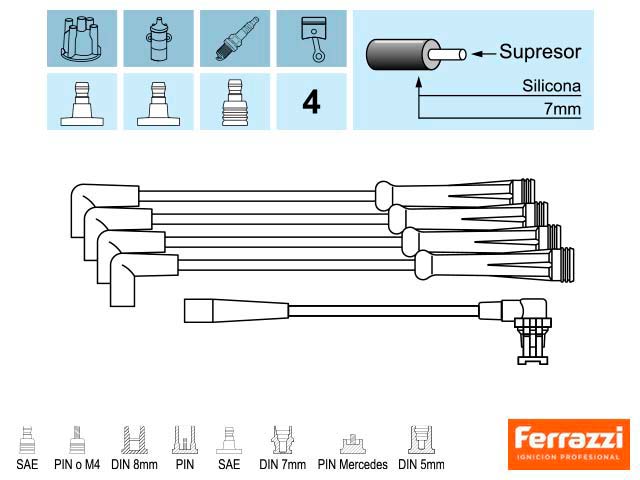 Supresor
Silicona
7mm
4
SAE PIN o M4 DIN 8mm PIN SAE DIN 7mm PIN Mercedes DIN 5mm
Ferrazzi
IGNICION PROFESIONAL